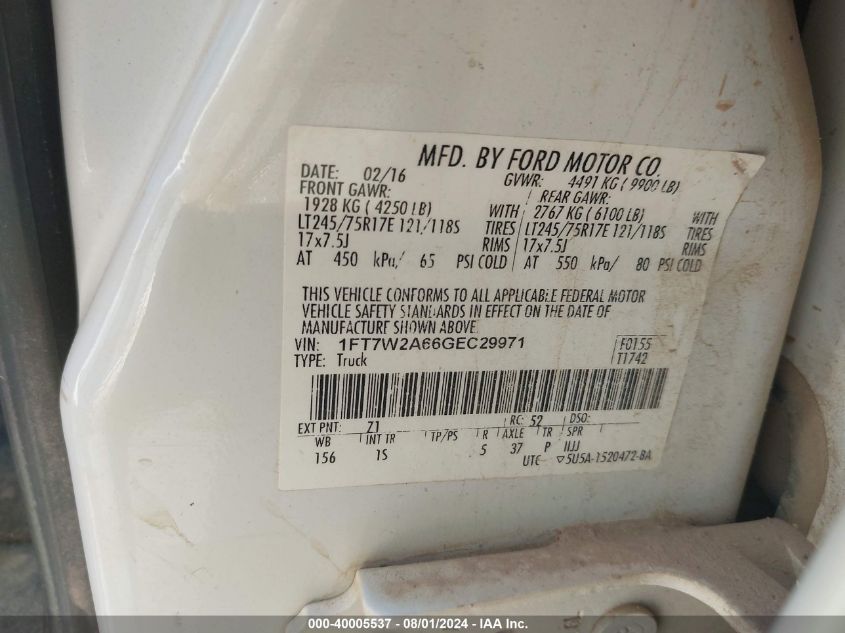 MFD. BY FORD MOTOR CO.
DATE: 02/16 GVWR: 4491 KG ( 9900 LB)
FRONT GAWR: REAR GAWR:
1928 KG ( 4250 LB) WITH 2767 KG ( 6100 LB) WITH
LT245/75R17E 121/118S TIRES LT245/75R17E 121/118S TIRES
17x7.5J RIMS 17x7.5J RIMS
AT 450 kPa/ 65 PSI COLD AT 550 kPa/ 80 PSI COLD
THIS VEHICLE CONFORMS TO ALL APPLICABLE FEDERAL MOTOR
VEHICLE SAFETY STANDARDS IN EFFECT ON THE DATE OF
MANUFACTURE SHOWN ABOVE.
VIN: 1FT7W2A66GEC29971 F0155
TYPE: Truck T1742
EXT PNT: Z1 RC: 52 DSO:
WB INT TR TP/PS R AXLE TR SPR
156 1S 5 37 P
UTC 5U5A-1520472-BA
000-40005537 - 08/01/2024 - IAA Inc.